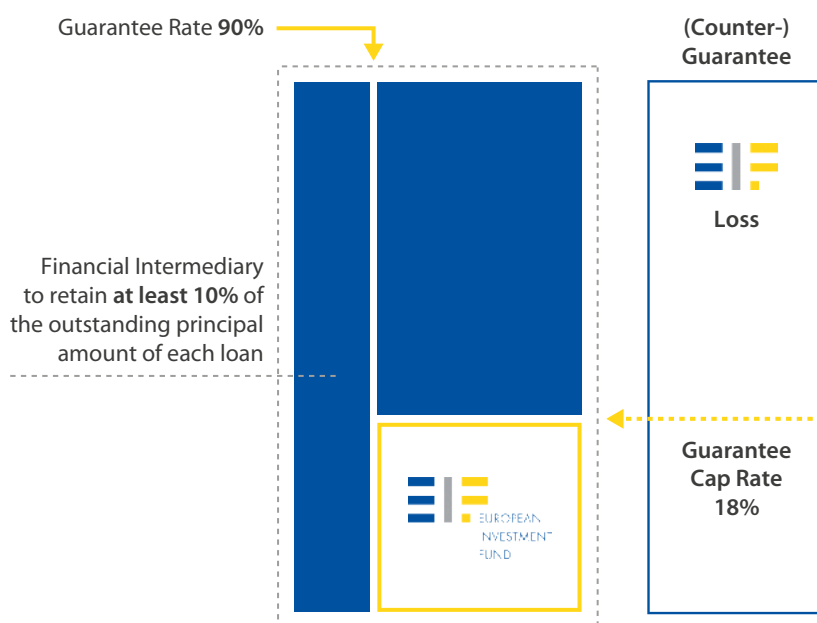 Guarantee Rate 90%
(Counter-)
Guarantee
Loss
Financial Intermediary
to retain at least 10% of
the outstanding principal
amount of each loan
Guarantee
Cap Rate
18%
EIF
EUROPEAN
INVESTMENT
FUND